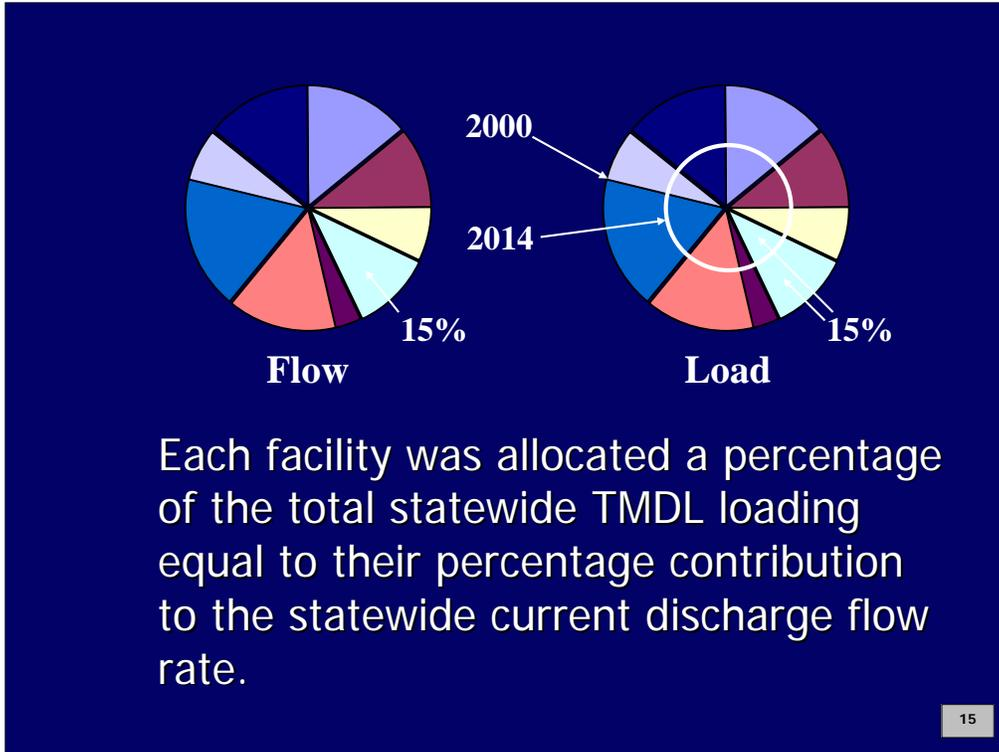 2000
2014
15%
15%
Flow
Load
Each facility was allocated a percentage
of the total statewide TMDL loading
equal to their percentage contribution
to the statewide current discharge flow
rate.
15